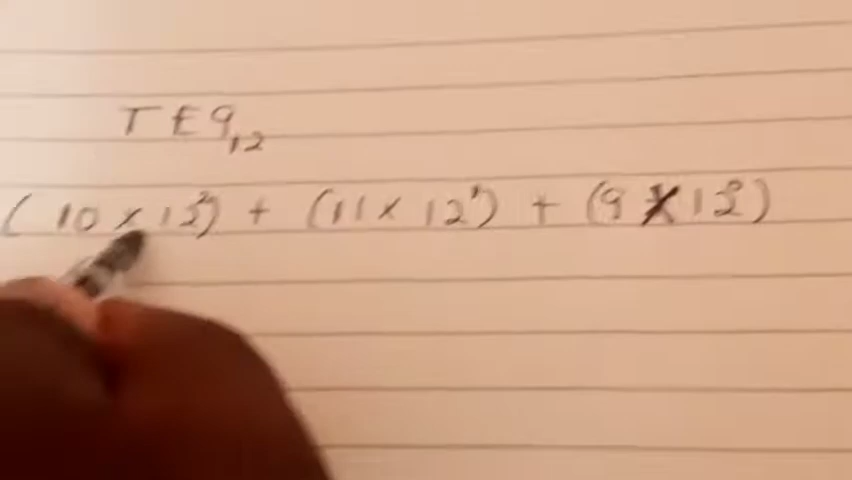 TE9₁₂
(10 × 12²) + (11 × 12¹) + (9 × 12⁰)